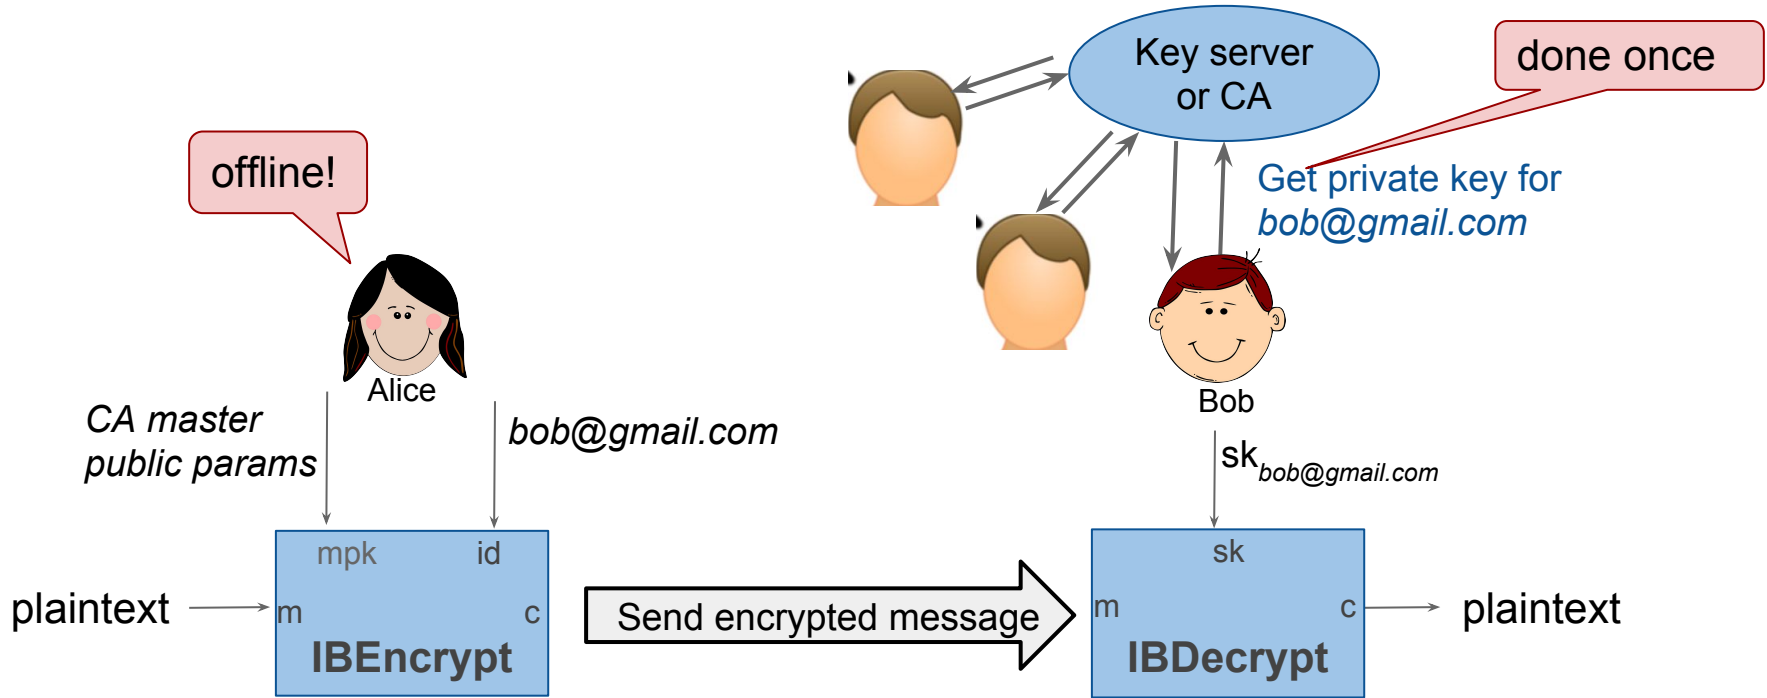 Key server
or CA
done once
offline!
Get private key for
bob@gmail.com
Alice
Bob
CA master
public params
bob@gmail.com
sk bob@gmail.com
mpk
id
sk
plaintext
m
c
Send encrypted message
m
c
plaintext
IBEncrypt
IBDecrypt